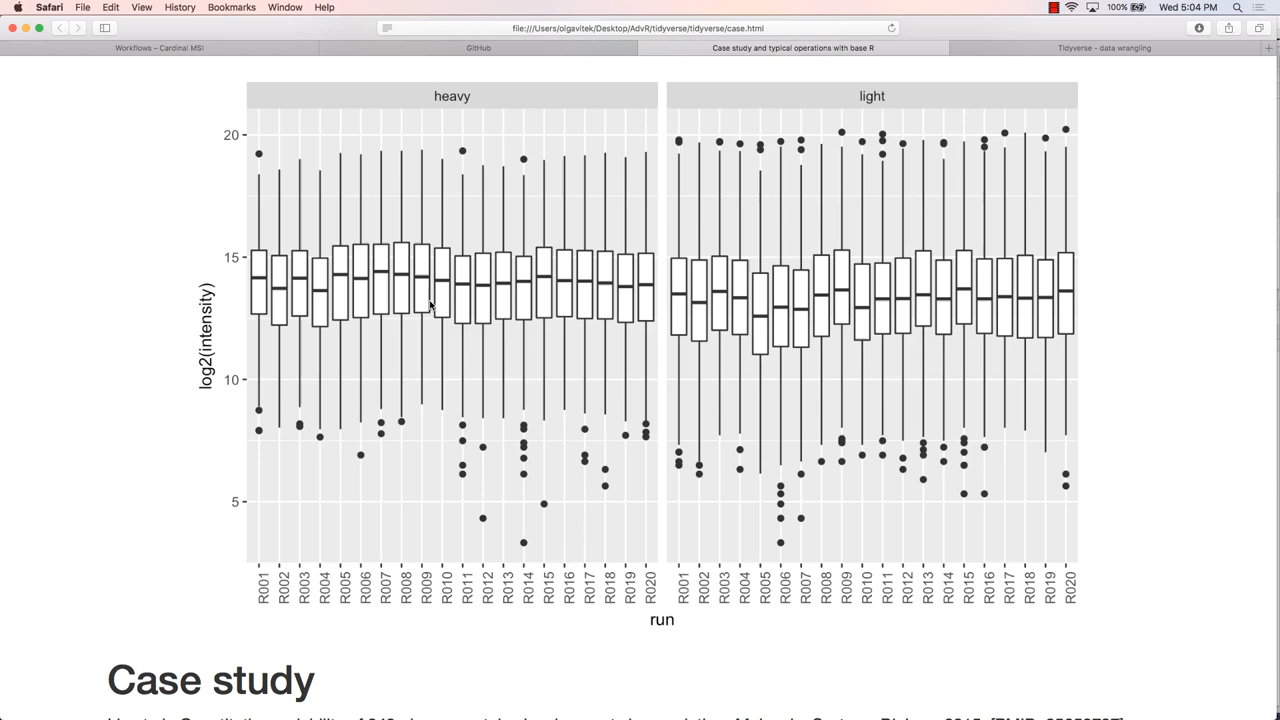 Safari File Edit View History Bookmarks Window Help 100% Wed 5:04 PM
file:///Users/olgavitek/Desktop/AdvR/tidyverse/tidyverse/case.html
Workflows – Cardinal MSI GitHub Case study and typical operations with base R Tidyverse - data wrangling
heavy light
20
15
10
5
log2(intensity)
R001 R002 R003 R004 R005 R006 R007 R008 R009 R010 R011 R012 R013 R014 R015 R016 R017 R018 R019 R020 R001 R002 R003 R004 R005 R006 R007 R008 R009 R010 R011 R012 R013 R014 R015 R016 R017 R018 R019 R020
run
Case study